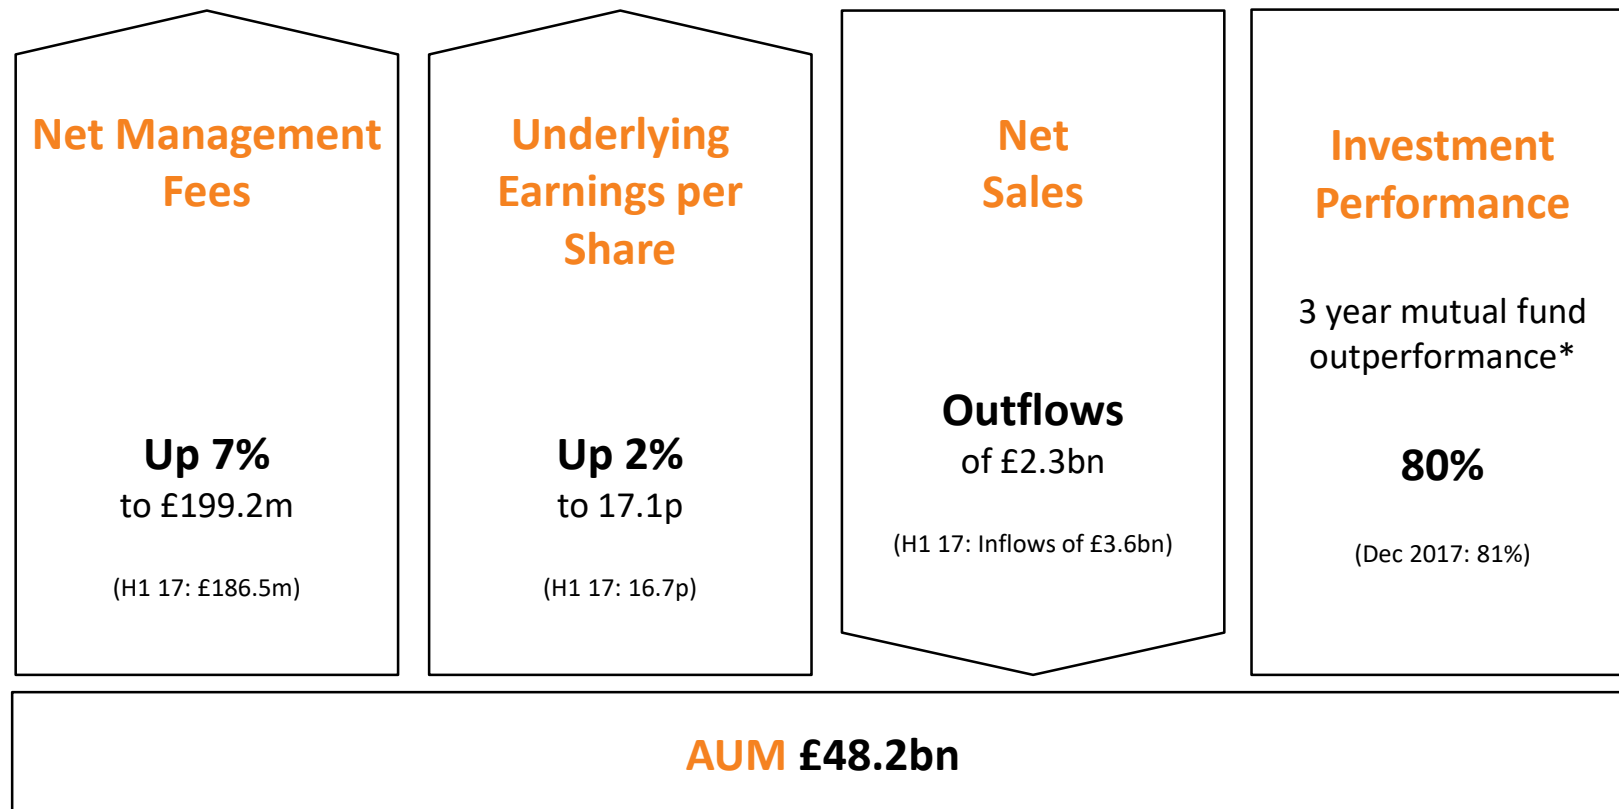 Net Management
Fees
Up 7%
to £199.2m
(H1 17: £186.5m)
Underlying
Earnings per
Share
Up 2%
to 17.1p
(H1 17: 16.7p)
Net
Sales
Outflows
of £2.3bn
(H1 17: Inflows of £3.6bn)
Investment
Performance
3 year mutual fund
outperformance*
80%
(Dec 2017: 81%)
AUM £48.2bn